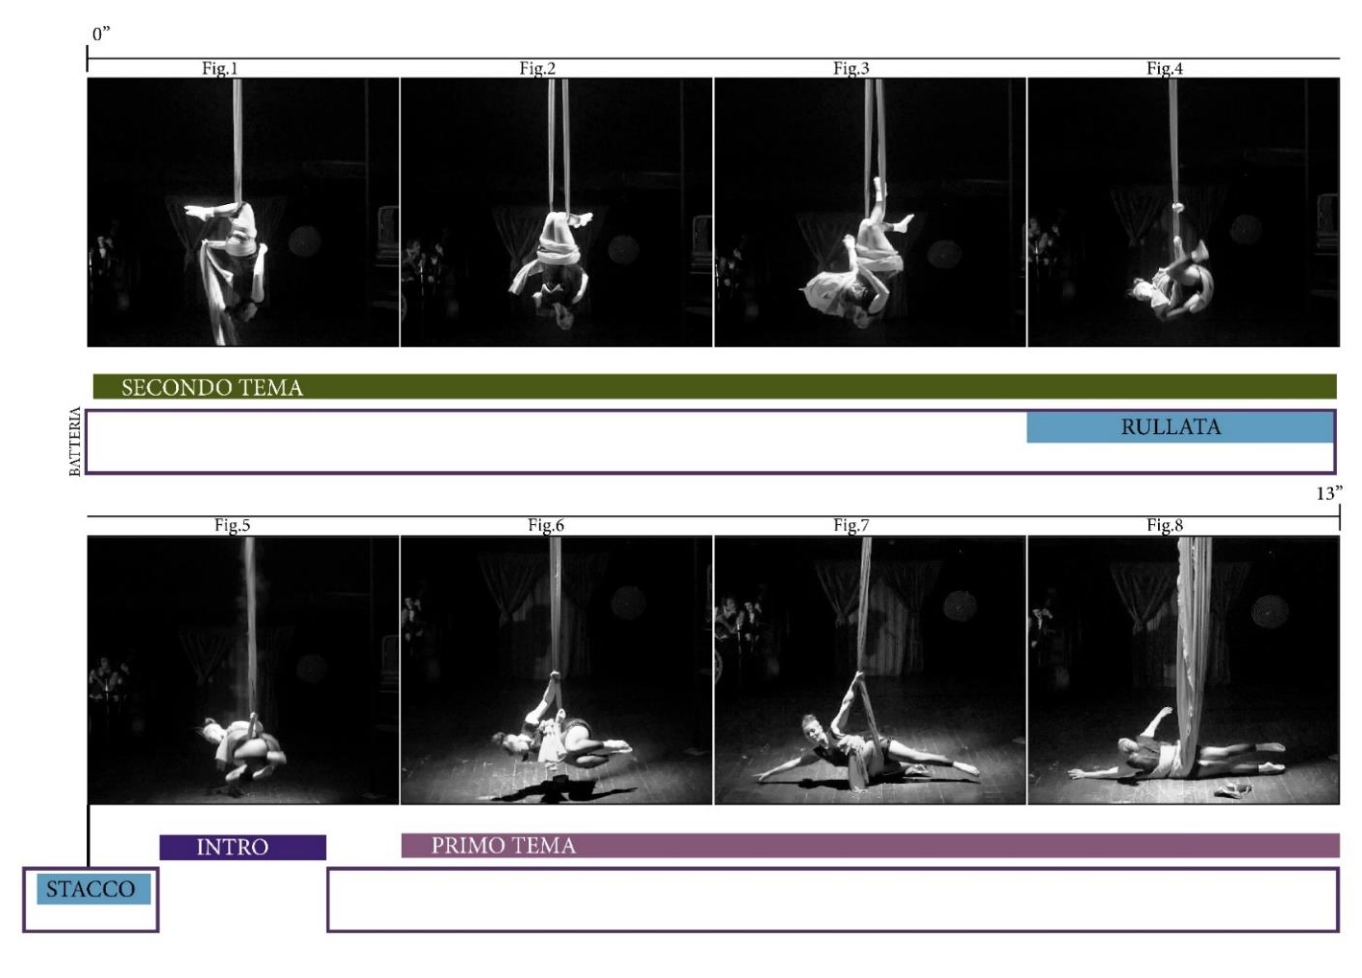 0”
Fig.1 Fig.2 Fig.3 Fig.4
SECONDO TEMA
BATTERIA
RULLATA
13”
Fig.5 Fig.6 Fig.7 Fig.8
INTRO PRIMO TEMA
STACCO